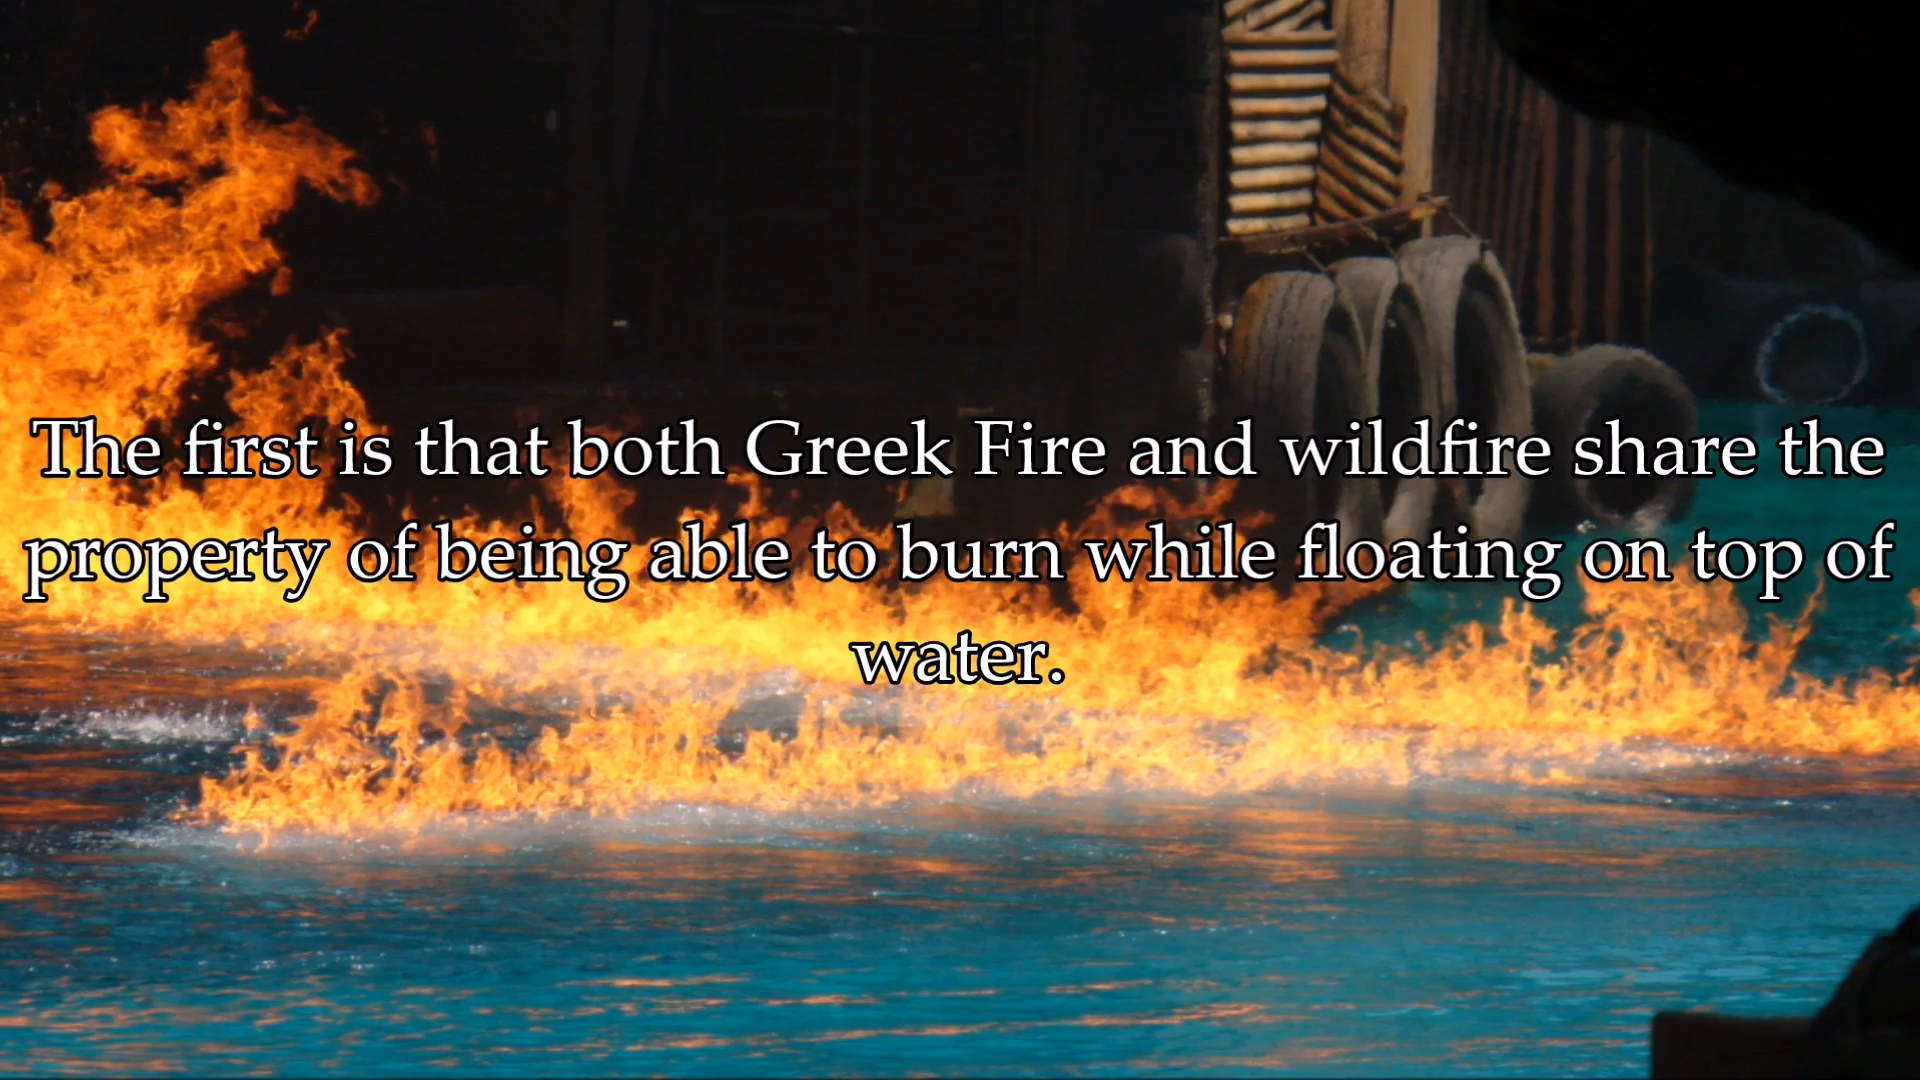 The first is that both Greek Fire and wildfire share the
property of being able to burn while floating on top of
water.